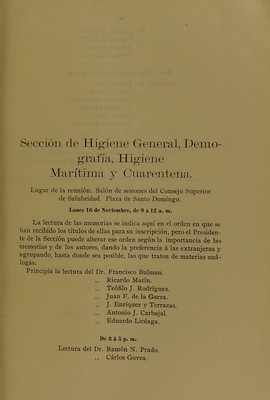 Sección de Higiene General, Demo-
grafía, Higiene
Marítima y Cuarentena.
Lugar de la reunión. Salón de sesiones del Consejo Superior
de Salubridad. Plaza de Santo Domingo.
Lunes 16 de Noviembre, de 9 á 12 a. m.
La lectura de las memorias se indica aquí en el orden en que se
han recibido los títulos de ellas para su inscripción, pero el Presiden-
te de la Sección puede alterar ese orden según la importancia de las
memorias y de los autores, dando la preferencia á las extranjeras y
agrupando, hasta donde sea posible, las que traten de materias aná-
logas.
Principia la lectura del Dr. Francisco Bulman.
„ Ricardo Marín.
„ Teófilo J. Rodríguez.
„ Juan F. de la Garza.
„ J. Enríquez y Terrazas.
„ Antonio J. Carbajal.
„ Eduardo Licéaga.
De 3 á 5 p. m.
Lectura del Dr. Ramón N. Prado.
„ Cárlos Govea.